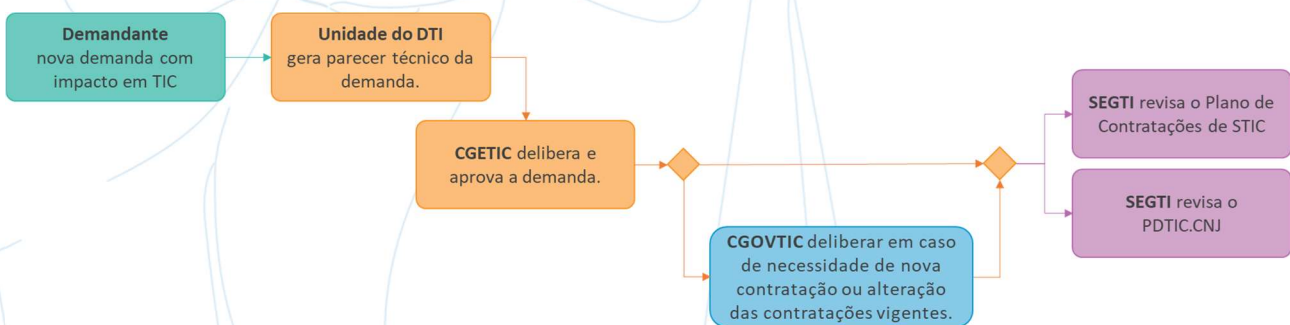 Demandante
nova demanda com
impacto em TIC
Unidade do DTI
gera parecer técnico da
demanda.
CGETIC delibera e
aprova a demanda.
CGOVTIC deliberar em caso
de necessidade de nova
contratação ou alteração
das contratações vigentes.
SEGTI revisa o Plano de
Contratações de STIC
SEGTI revisa o
PDTIC.CNJ